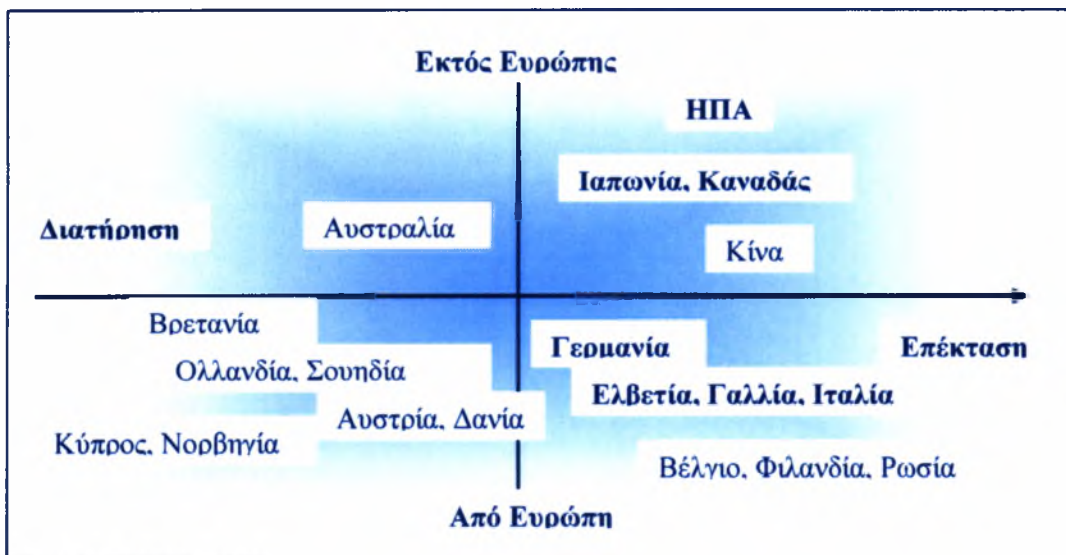 Εκτός Ευρώπης
ΗΠΑ
Ιαπωνία, Καναδάς
Διατήρηση
Αυστραλία
Κίνα
Βρετανία
Γερμανία
Επέκταση
Ολλανδία, Σουηδία
Ελβετία, Γαλλία, Ιταλία
Αυστρία, Δανία
Κύπρος, Νορβηγία
Βέλγιο, Φιλανδία, Ρωσία
Από Ευρώπη